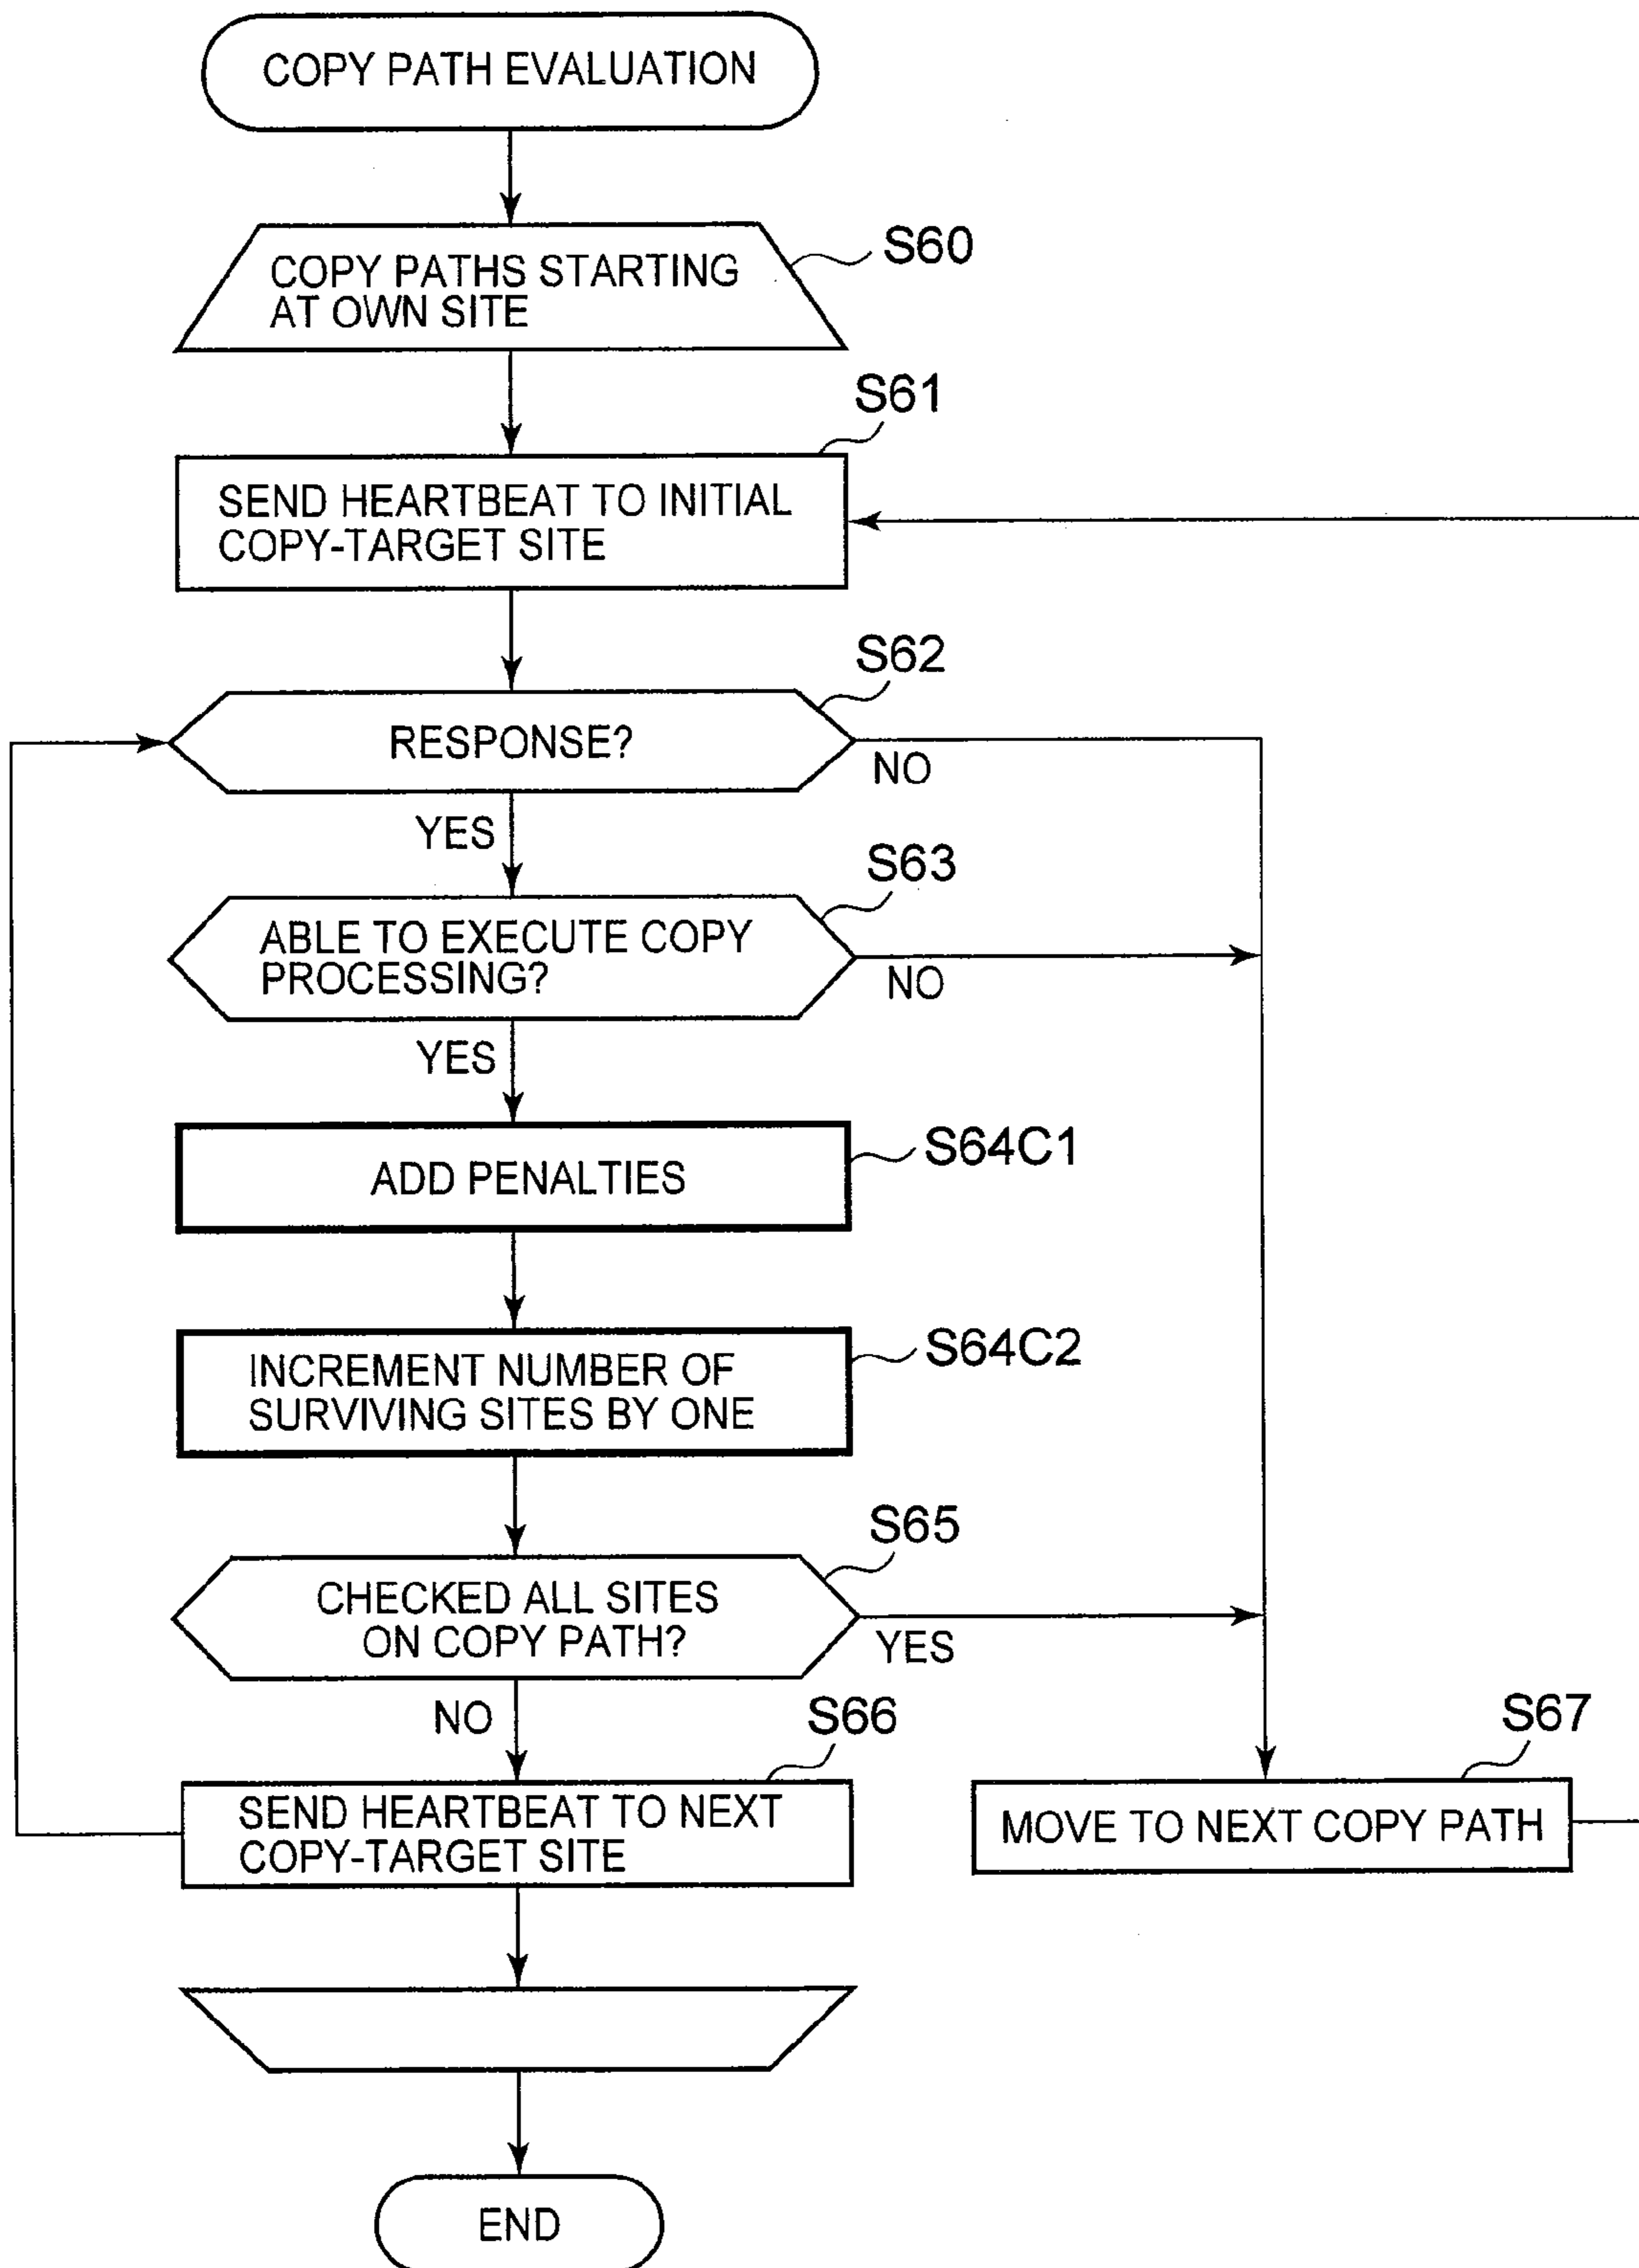 COPY PATH EVALUATION
S60
COPY PATHS STARTING
AT OWN SITE
S61
SEND HEARTBEAT TO INITIAL
COPY-TARGET SITE
S62
RESPONSE?
NO
YES
S63
ABLE TO EXECUTE COPY
PROCESSING?
NO
YES
S64C1
ADD PENALTIES
S64C2
INCREMENT NUMBER OF
SURVIVING SITES BY ONE
S65
CHECKED ALL SITES
ON COPY PATH?
YES
NO
S66
S67
SEND HEARTBEAT TO NEXT
COPY-TARGET SITE
MOVE TO NEXT COPY PATH
END